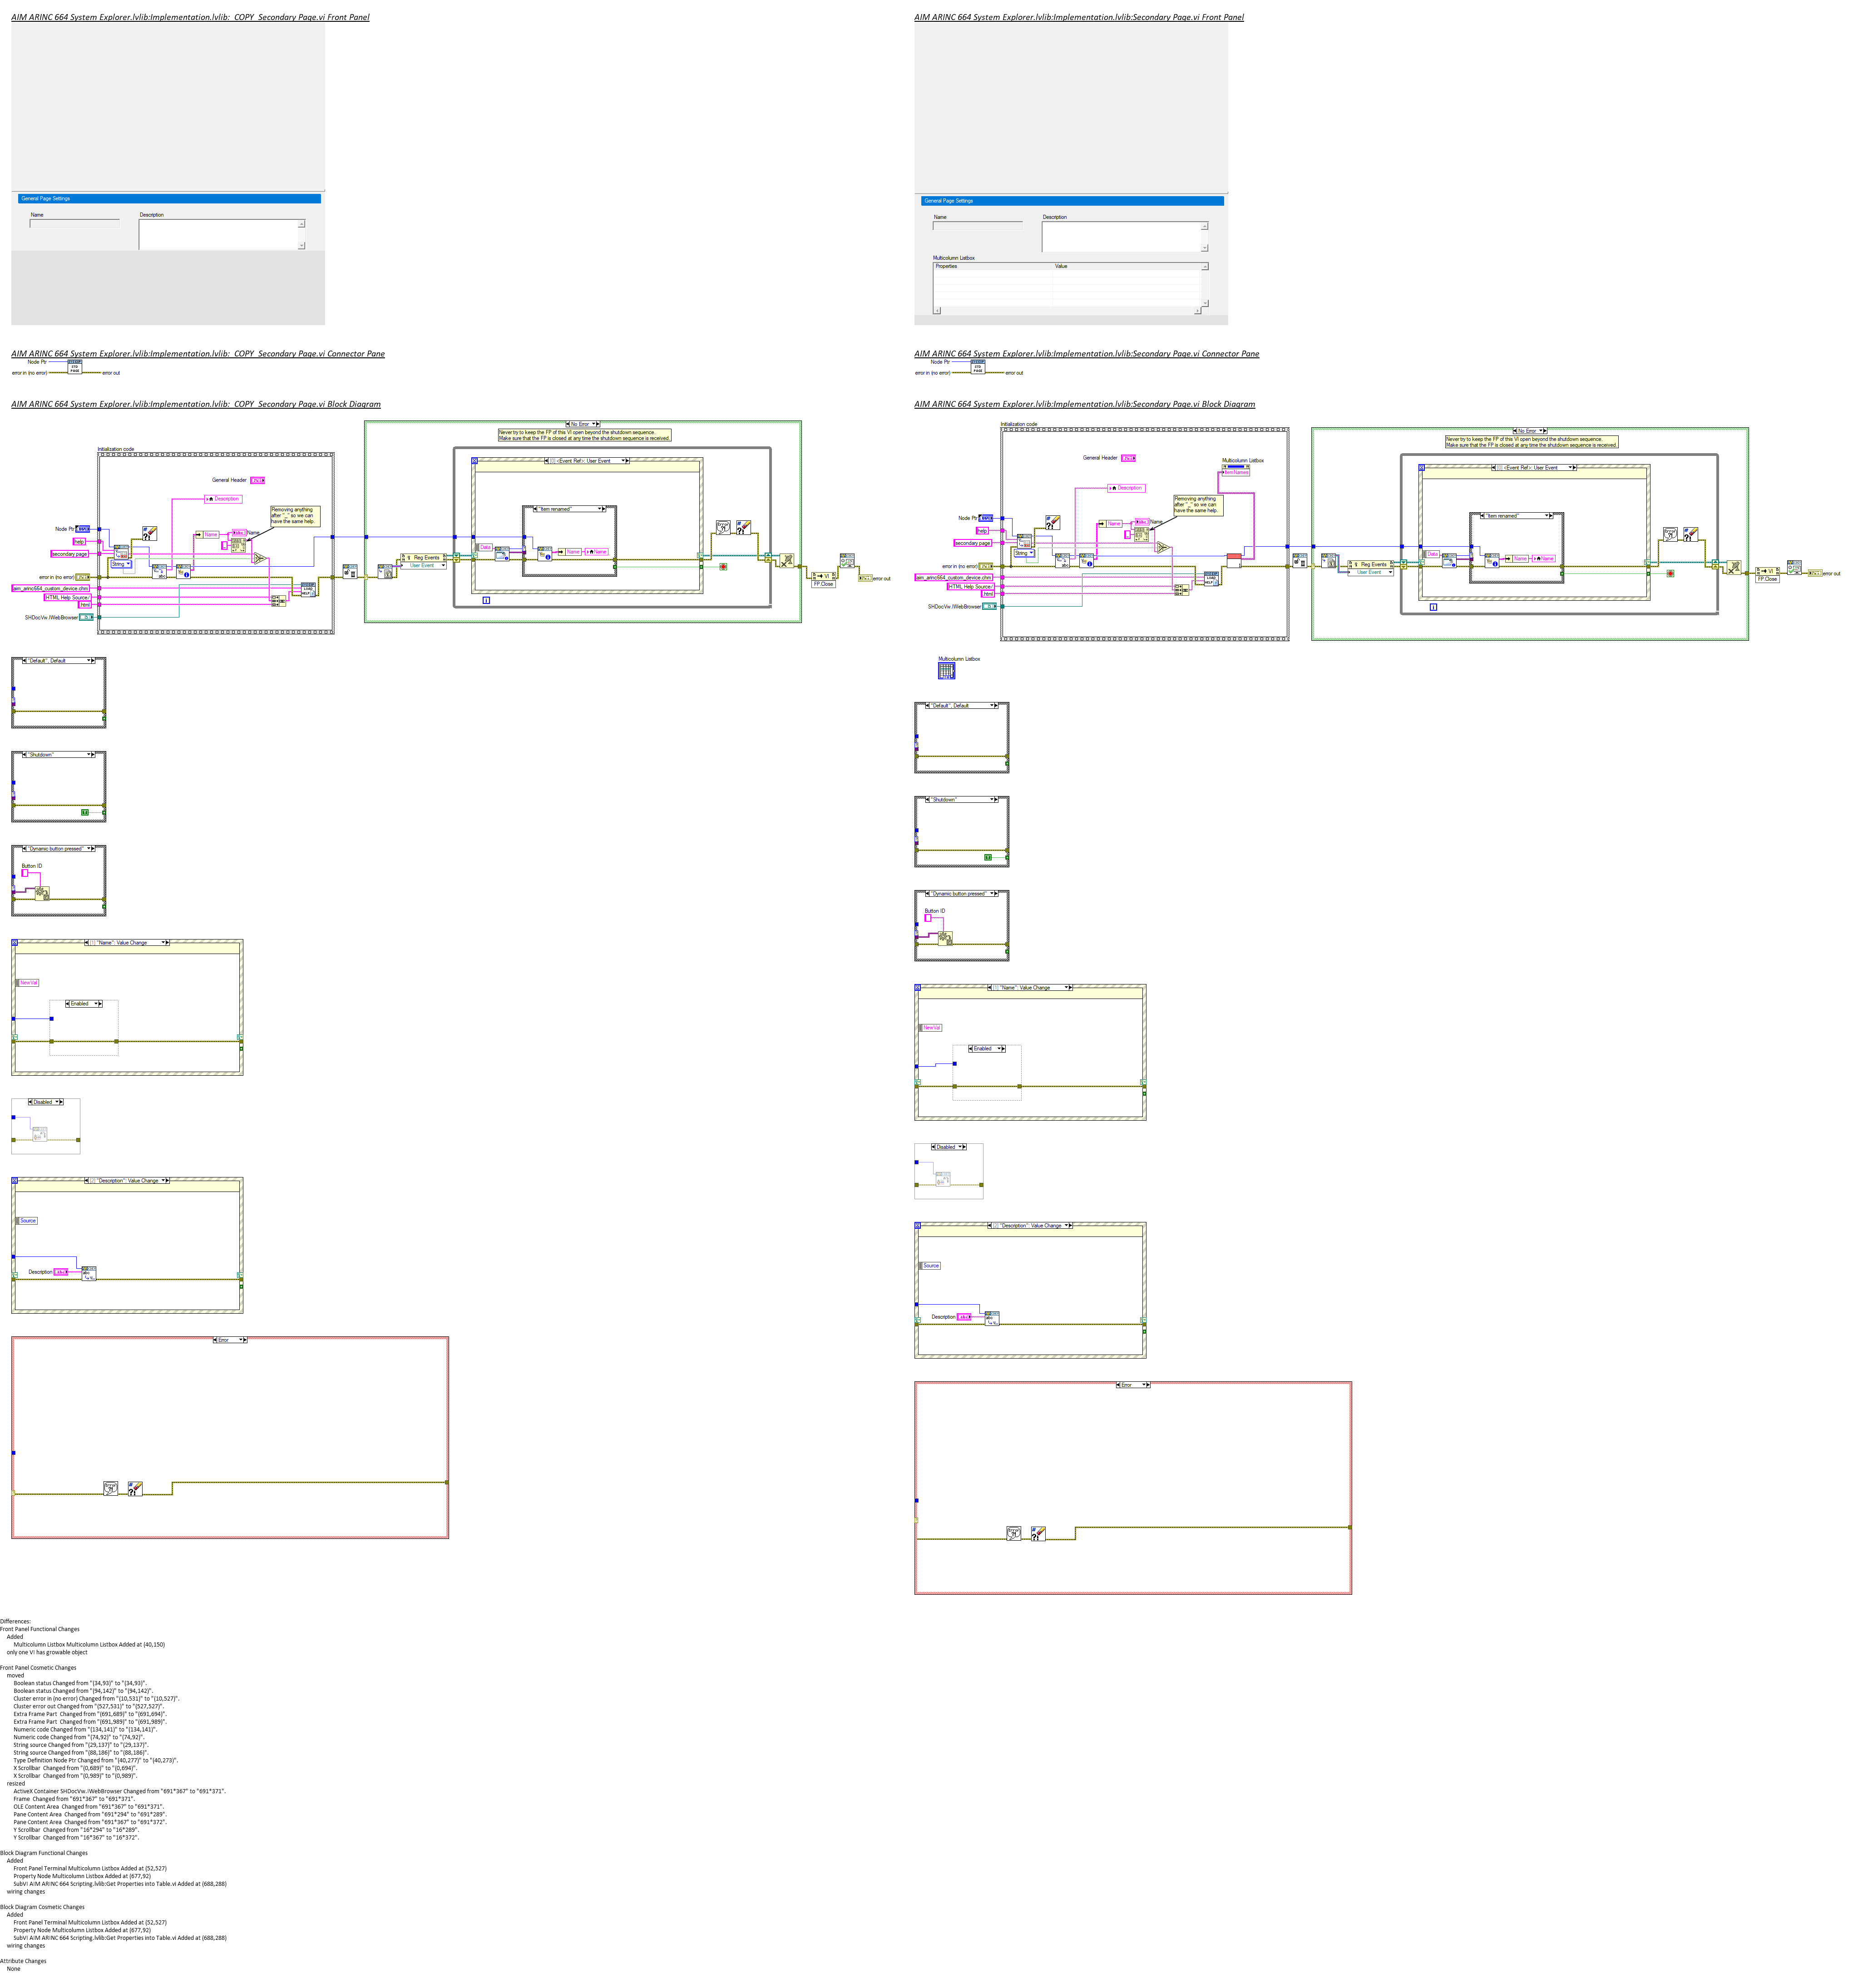 AIM ARINC 664 System Explorer.lvlib:Implementation.lvlib:_COPY_Secondary Page.vi Front Panel
General Page Settings
Name
Description
AIM ARINC 664 System Explorer.lvlib:Implementation.lvlib:_COPY_Secondary Page.vi Connector Pane
Node Ptr
error in (no error)
error out
AIM ARINC 664 System Explorer.lvlib:Implementation.lvlib:_COPY_Secondary Page.vi Block Diagram
No Error
Never try to keep the FP of this VI open beyond the shutdown sequence.
Make sure that the FP is closed at any time the shutdown sequence is received.
Initialization code
[0] <Event Ref>: User Event
General Header
Description
Removing anything
after "_" so we can
have the same help.
"Item renamed"
Node Ptr
help
Name
Name
secondary page
String
Data
Name
Name
Reg Events
User Event
error in (no error)
aim_arinc664_custom_device.chm
HTML Help Source/
.html
SHDocVw.IWebBrowser
VI
FP.Close
error out
"Default", Default
"Shutdown"
"Dynamic button pressed"
Button ID
[1] "Name": Value Change
NewVal
Enabled
Disabled
[2] "Description": Value Change
Source
Description
Error
AIM ARINC 664 System Explorer.lvlib:Implementation.lvlib:Secondary Page.vi Front Panel
General Page Settings
Name
Description
Multicolumn Listbox
Properties
Value
AIM ARINC 664 System Explorer.lvlib:Implementation.lvlib:Secondary Page.vi Connector Pane
Node Ptr
error in (no error)
error out
AIM ARINC 664 System Explorer.lvlib:Implementation.lvlib:Secondary Page.vi Block Diagram
Initialization code
No Error
Never try to keep the FP of this VI open beyond the shutdown sequence.
Make sure that the FP is closed at any time the shutdown sequence is received.
General Header
Multicolumn Listbox
ItemNames
[0] <Event Ref>: User Event
Description
Removing anything
after "_" so we can
have the same help.
Node Ptr
"Item renamed"
help
Name
Name
secondary page
String
Data
Name
Name
Reg Events
User Event
error in (no error)
aim_arinc664_custom_device.chm
HTML Help Source/
.html
SHDocVw.IWebBrowser
VI
FP.Close
error out
Multicolumn Listbox
"Default", Default
"Shutdown"
"Dynamic button pressed"
Button ID
[1] "Name": Value Change
NewVal
Enabled
Disabled
[2] "Description": Value Change
Source
Description
Error
Differences:
Front Panel Functional Changes
Added
Multicolumn Listbox Multicolumn Listbox Added at (40,150)
only one VI has growable object
Front Panel Cosmetic Changes
moved
Boolean status Changed from "(34,93)" to "(34,93)".
Boolean status Changed from "(94,142)" to "(94,142)".
Cluster error in (no error) Changed from "(10,531)" to "(10,527)".
Cluster error out Changed from "(527,531)" to "(527,527)".
Extra Frame Part  Changed from "(691,689)" to "(691,694)".
Extra Frame Part  Changed from "(691,989)" to "(691,989)".
Numeric code Changed from "(134,141)" to "(134,141)".
Numeric code Changed from "(74,92)" to "(74,92)".
String source Changed from "(29,137)" to "(29,137)".
String source Changed from "(88,186)" to "(88,186)".
Type Definition Node Ptr Changed from "(40,277)" to "(40,273)".
X Scrollbar  Changed from "(0,689)" to "(0,694)".
X Scrollbar  Changed from "(0,989)" to "(0,989)".
resized
ActiveX Container SHDocVw.IWebBrowser Changed from "691*367" to "691*371".
Frame  Changed from "691*367" to "691*371".
OLE Content Area  Changed from "691*367" to "691*371".
Pane Content Area  Changed from "691*294" to "691*289".
Pane Content Area  Changed from "691*367" to "691*372".
Y Scrollbar  Changed from "16*294" to "16*289".
Y Scrollbar  Changed from "16*367" to "16*372".
Block Diagram Functional Changes
Added
Front Panel Terminal Multicolumn Listbox Added at (52,527)
Property Node Multicolumn Listbox Added at (677,92)
SubVI AIM ARINC 664 Scripting.lvlib:Get Properties into Table.vi Added at (688,288)
wiring changes
Block Diagram Cosmetic Changes
Added
Front Panel Terminal Multicolumn Listbox Added at (52,527)
Property Node Multicolumn Listbox Added at (677,92)
SubVI AIM ARINC 664 Scripting.lvlib:Get Properties into Table.vi Added at (688,288)
wiring changes
Attribute Changes
None